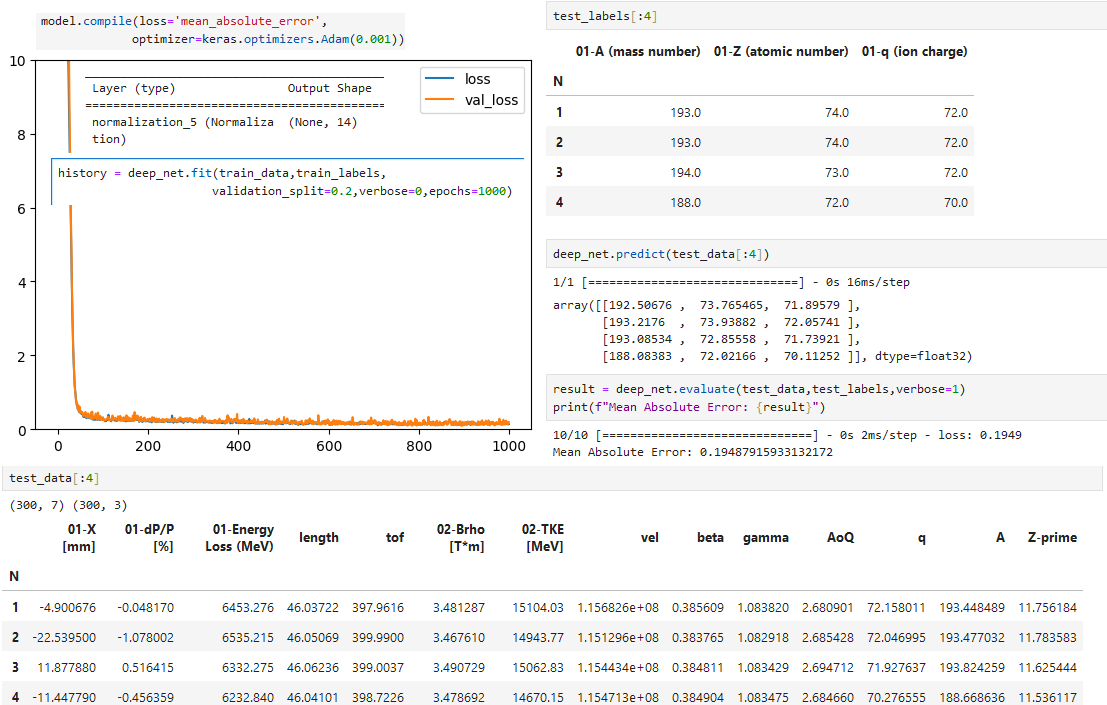 model.compile(loss='mean_absolute_error',
optimizer=keras.optimizers.Adam(0.001))
10
8
6
4
2
0
0 200 400 600 800 1000
loss
val_loss
Layer (type) Output Shape
=========================================
normalization_5 (Normaliza (None, 14)
tion)
history = deep_net.fit(train_data,train_labels,
validation_split=0.2,verbose=0,epochs=1000)
test_labels[:4]
01-A (mass number) 01-Z (atomic number) 01-q (ion charge)
N
1 193.0 74.0 72.0
2 193.0 74.0 72.0
3 194.0 73.0 72.0
4 188.0 72.0 70.0
deep_net.predict(test_data[:4])
1/1 [==============================] - 0s 16ms/step
array([[192.50676 , 73.765465, 71.89579 ],
[193.2176 , 73.93882 , 72.05741 ],
[193.08534 , 72.85558 , 71.73921 ],
[188.08383 , 72.02166 , 70.11252 ]], dtype=float32)
result = deep_net.evaluate(test_data,test_labels,verbose=1)
print(f"Mean Absolute Error: {result}")
10/10 [==============================] - 0s 2ms/step - loss: 0.1949
Mean Absolute Error: 0.19487915933132172
test_data[:4]
(300, 7) (300, 3)
01-X [mm] 01-dP/P [%] 01-Energy Loss (MeV) length tof 02-Brho [T*m] 02-TKE [MeV] vel beta gamma AoQ q A Z-prime
N
1 -4.900676 -0.048170 6453.276 46.03722 397.9616 3.481287 15104.03 1.156826e+08 0.385609 1.083820 2.680901 72.158011 193.448489 11.756184
2 -22.539500 -1.078002 6535.215 46.05069 399.9900 3.467610 14943.77 1.151296e+08 0.383765 1.082918 2.685428 72.046995 193.477032 11.783583
3 11.877880 0.516415 6332.275 46.06236 399.0037 3.490729 15062.83 1.154434e+08 0.384811 1.083429 2.694712 71.927637 193.824259 11.625444
4 -11.447790 -0.456359 6232.840 46.04101 398.7226 3.478692 14670.15 1.154713e+08 0.384904 1.083475 2.684660 70.276555 188.668636 11.536117